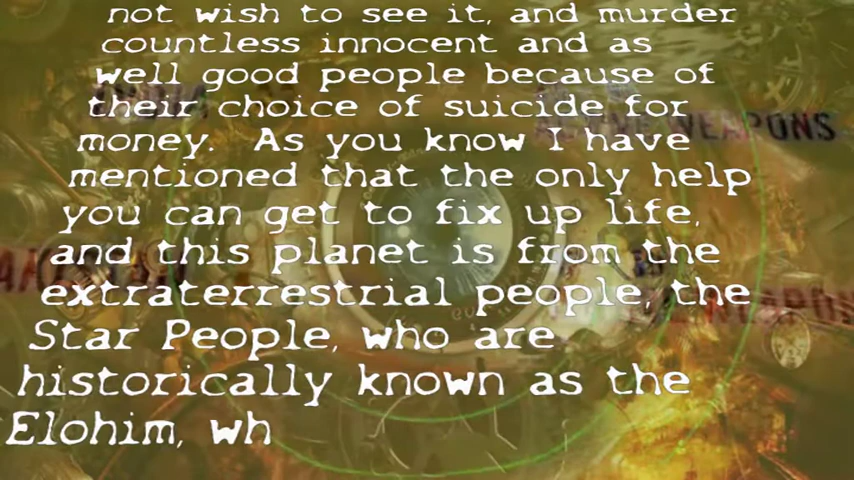 not wish to see it, and murder
countless innocent and as
well good people because of
their choice of suicide for
money. As you know I have
mentioned that the only help
you can get to fix up life,
and this planet is from the
extraterrestrial people, the
Star People, who are
historically known as the
Elohim, wh
WEAPONS